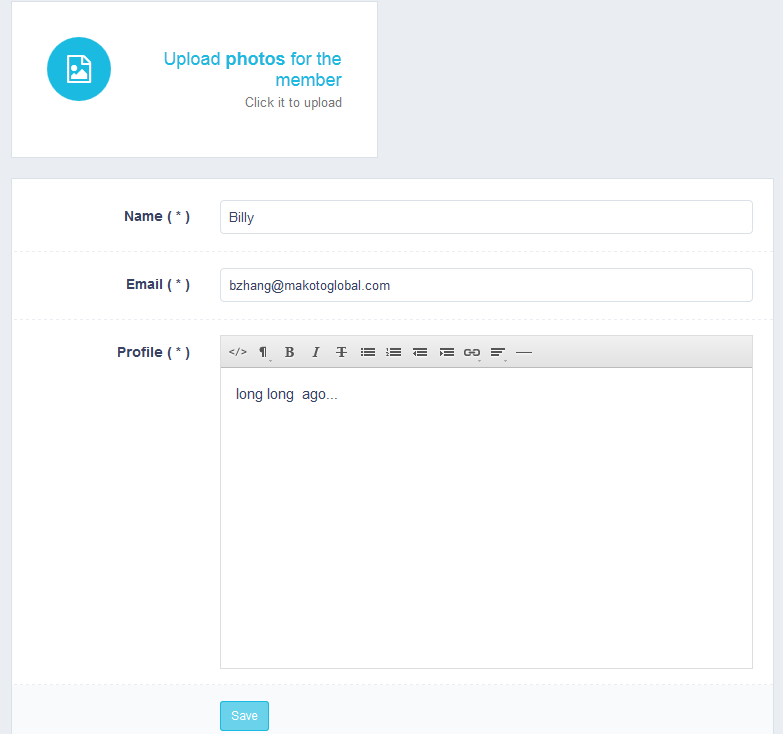 Upload photos for the
member
Click it to upload
Name ( * )
Billy
Email ( * )
bzhang@makotoglobal.com
Profile ( * )
</> ¶ B I T
long long  ago...
Save